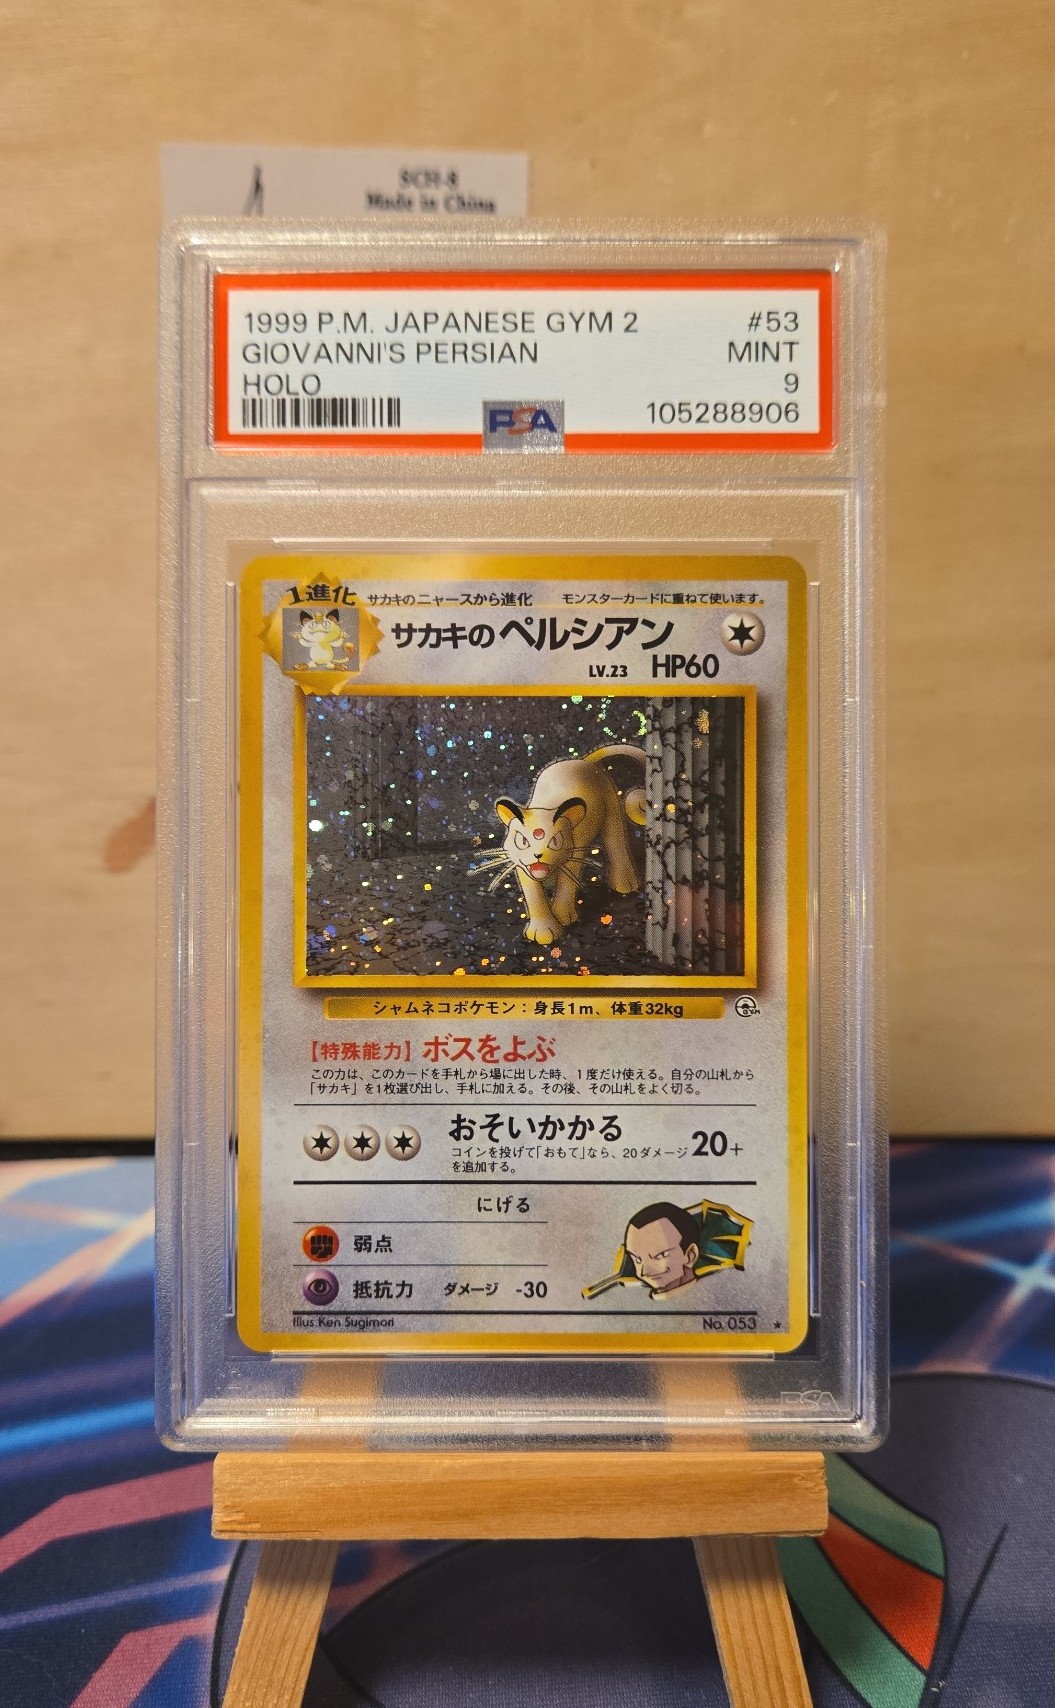 SCH-8
Made in China
1999 P.M. JAPANESE GYM 2 #53
GIOVANNI'S PERSIAN MINT
HOLO 9
PSA 105288906
1進化 サカキのニャースから進化 モンスターカードに重ねて使います。
サカキのペルシアン
LV.23 HP60
シャムネコポケモン：身長1m、体重32kg
GYM
【特殊能力】ボスをよぶ
この力は、このカードを手札から場に出した時、1度だけ使える。自分の山札から
「サカキ」を1枚選び出し、手札に加える。その後、その山札をよく切る。
おそいかかる 20+
コインを投げて「おもて」なら、20ダメージ
を追加する。
にげる
弱点
抵抗力 ダメージ -30
Illus. Ken Sugimori No. 053 ★
PSA